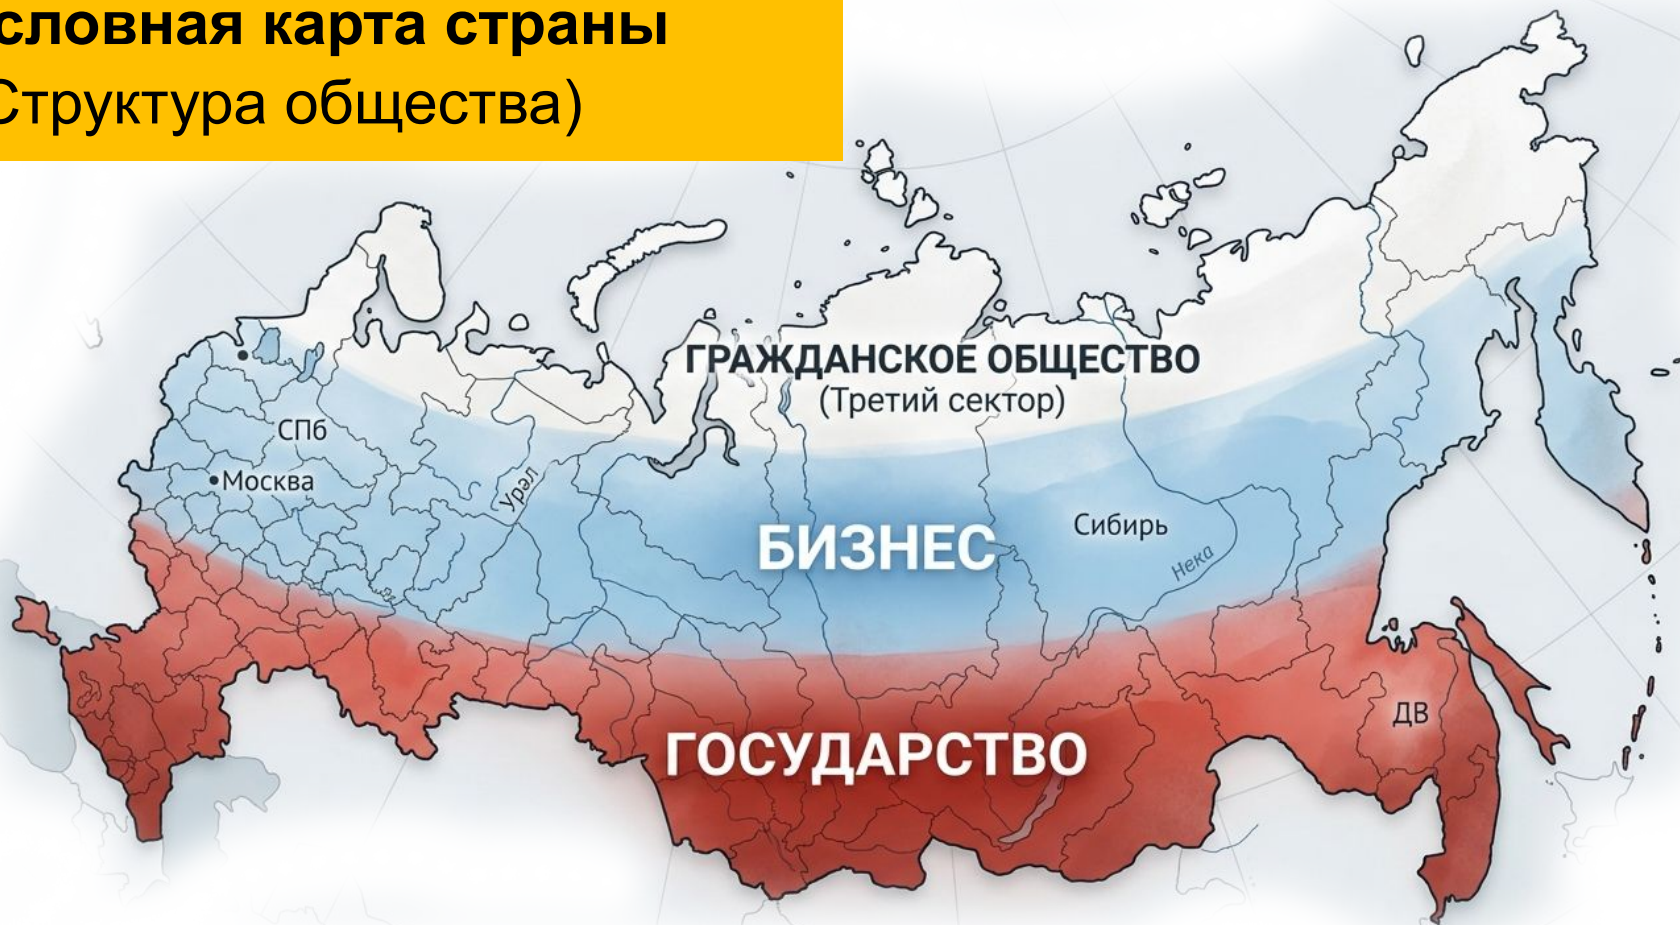 словная карта страны
Структура общества)
ГРАЖДАНСКОЕ ОБЩЕСТВО
(Третий сектор)
СПб
Москва
Урал
БИЗНЕС
Сибирь
Нека
ГОСУДАРСТВО
ДВ